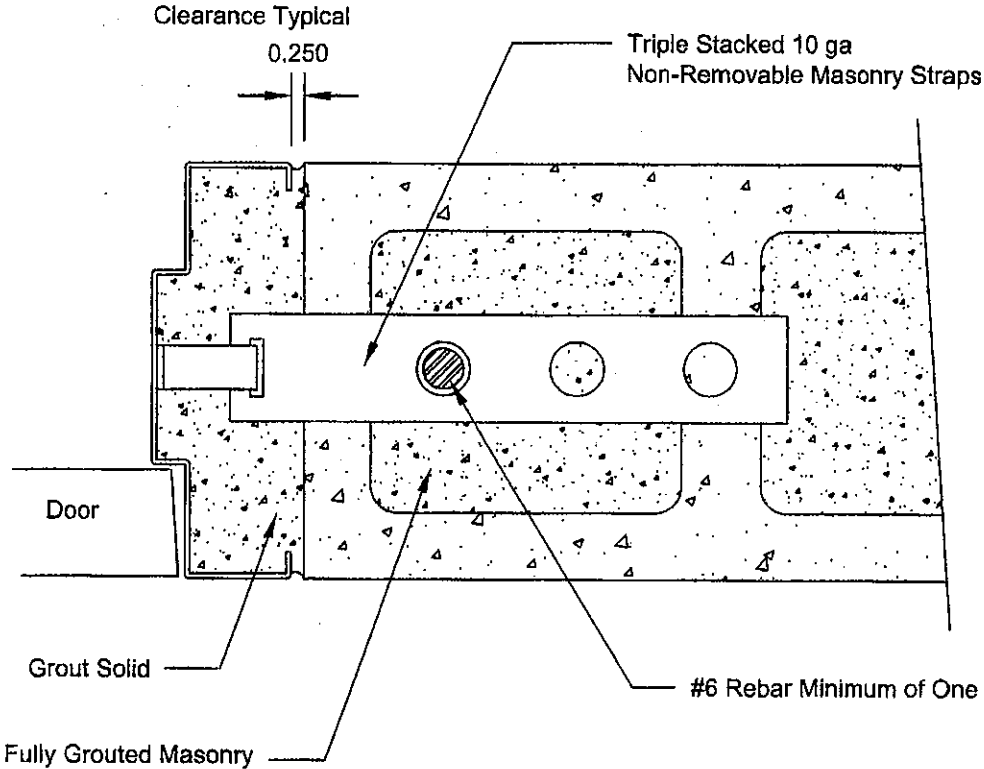 Clearance Typical
0.250
Triple Stacked 10 ga
Non-Removable Masonry Straps
Door
Grout Solid
#6 Rebar Minimum of One
Fully Grouted Masonry